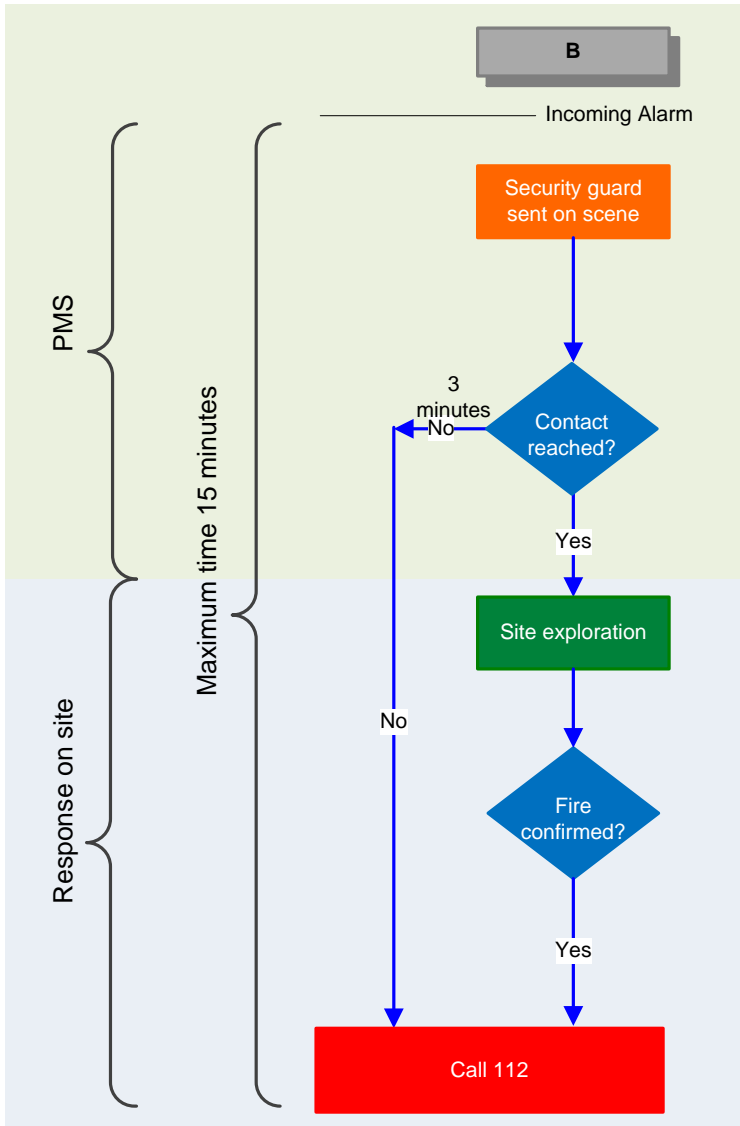 B
Incoming Alarm
Security guard
sent on scene
PMS
Maximum time 15 minutes
3
minutes
No
Contact
reached?
Yes
Site exploration
Response on site
No
Fire
confirmed?
Yes
Call 112